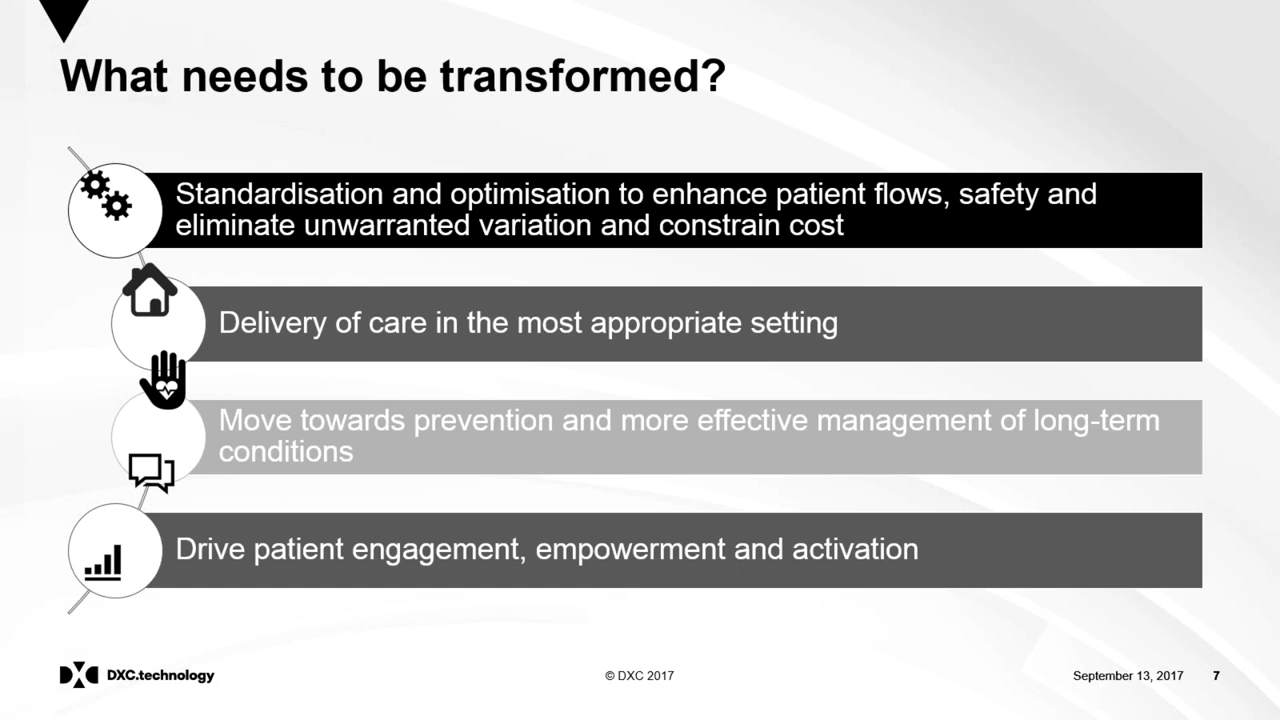 What needs to be transformed?
Standardisation and optimisation to enhance patient flows, safety and
eliminate unwarranted variation and constrain cost
Delivery of care in the most appropriate setting
Move towards prevention and more effective management of long-term
conditions
Drive patient engagement, empowerment and activation
DXC.technology
© DXC 2017
September 13, 2017
7